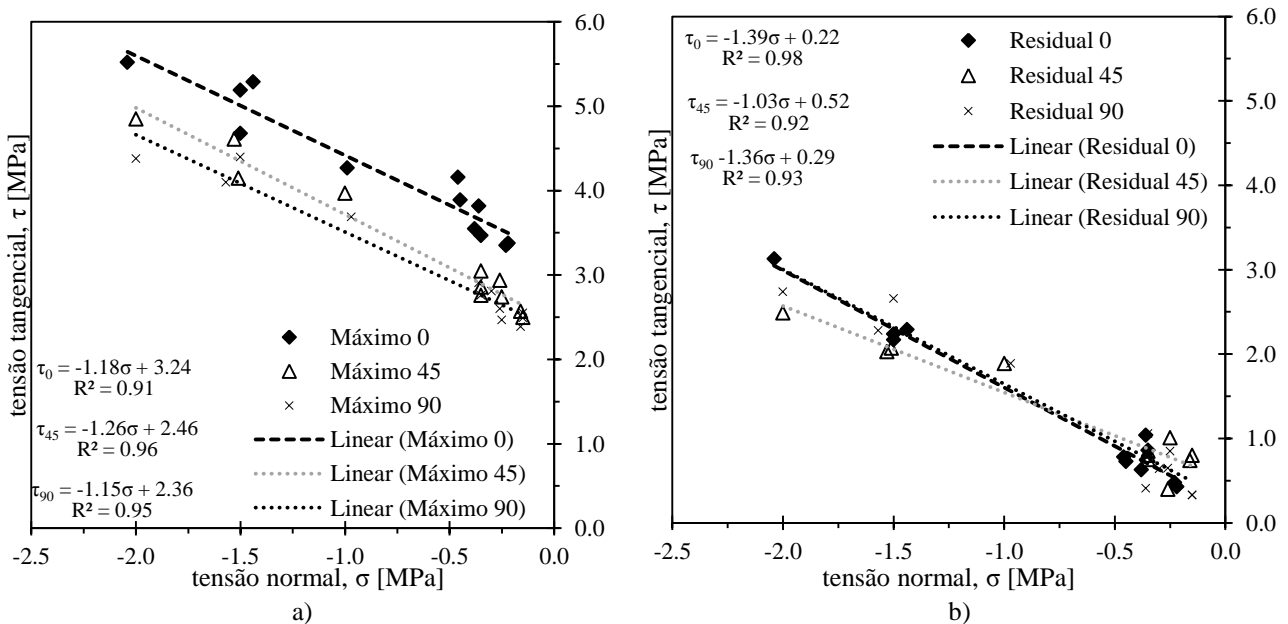 6.0
5.0
4.0
3.0
2.0
1.0
0.0
tensão tangencial, τ [MPa]
Máximo 0
Máximo 45
Máximo 90
Linear (Máximo 0)
Linear (Máximo 45)
Linear (Máximo 90)
τ0 = -1.18σ + 3.24
R² = 0.91
τ45 = -1.26σ + 2.46
R² = 0.96
τ90 = -1.15σ + 2.36
R² = 0.95
-2.5 -2.0 -1.5 -1.0 -0.5 0.0
tensão normal, σ [MPa]
a)
τ0 = -1.39σ + 0.22
R² = 0.98
τ45 = -1.03σ + 0.52
R² = 0.92
τ90 -1.36σ + 0.29
R² = 0.93
Residual 0
Residual 45
Residual 90
Linear (Residual 0)
Linear (Residual 45)
Linear (Residual 90)
6.0
5.0
4.0
3.0
2.0
1.0
0.0
tensão tangencial, τ [MPa]
-2.5 -2.0 -1.5 -1.0 -0.5 0.0
tensão normal, σ [MPa]
b)